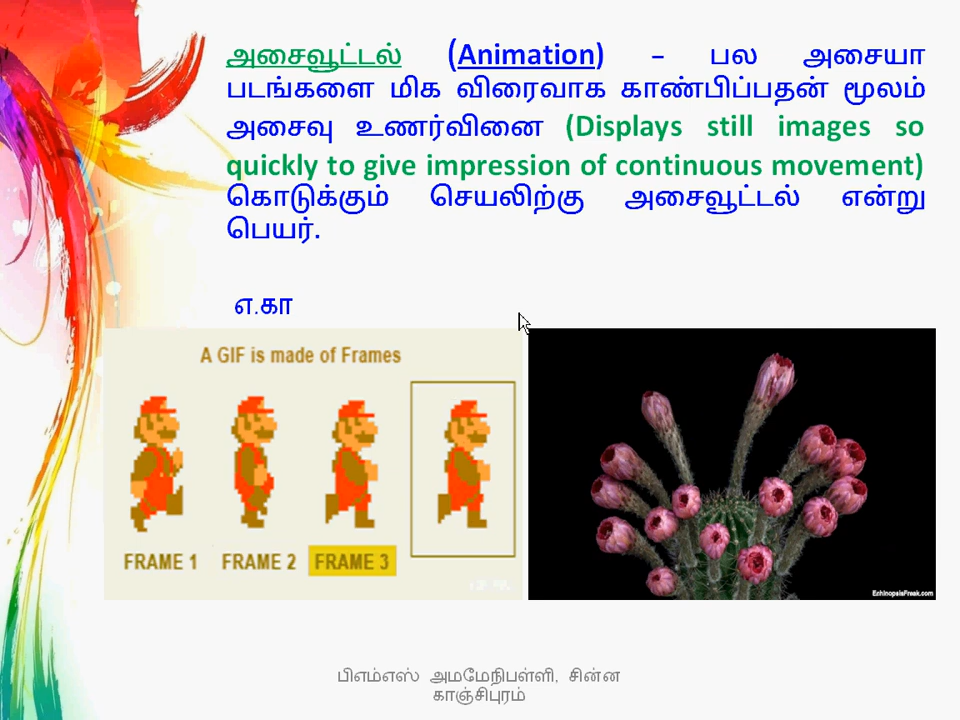 அசைவூட்டல் (Animation) – பல அசையா
படங்களை மிக விரைவாக காண்பிப்பதன் மூலம்
அசைவு உணர்வினை (Displays still images so
quickly to give impression of continuous movement)
கொடுக்கும் செயலிற்கு அசைவூட்டல் என்று
பெயர்.
எ.கா
A GIF is made of Frames
FRAME 1 FRAME 2 FRAME 3
EchinopsisFreak.com
பிஎம்எஸ் அமமேநிபள்ளி, சின்ன
காஞ்சிபுரம்